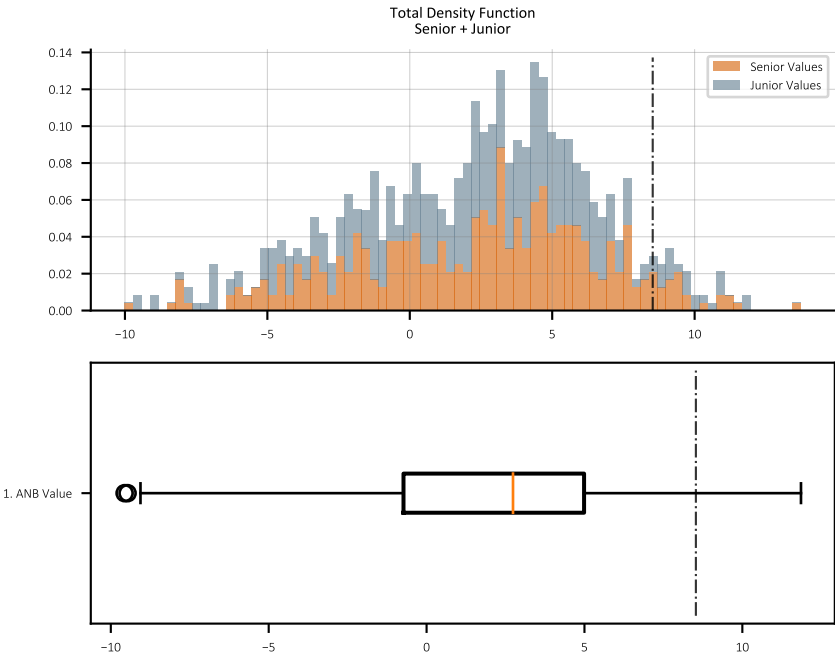 Total Density Function
Senior + Junior
0.14
0.12
0.10
0.08
0.06
0.04
0.02
0.00
Senior Values
Junior Values
−10 −5 0 5 10
1. ANB Value
−10 −5 0 5 10